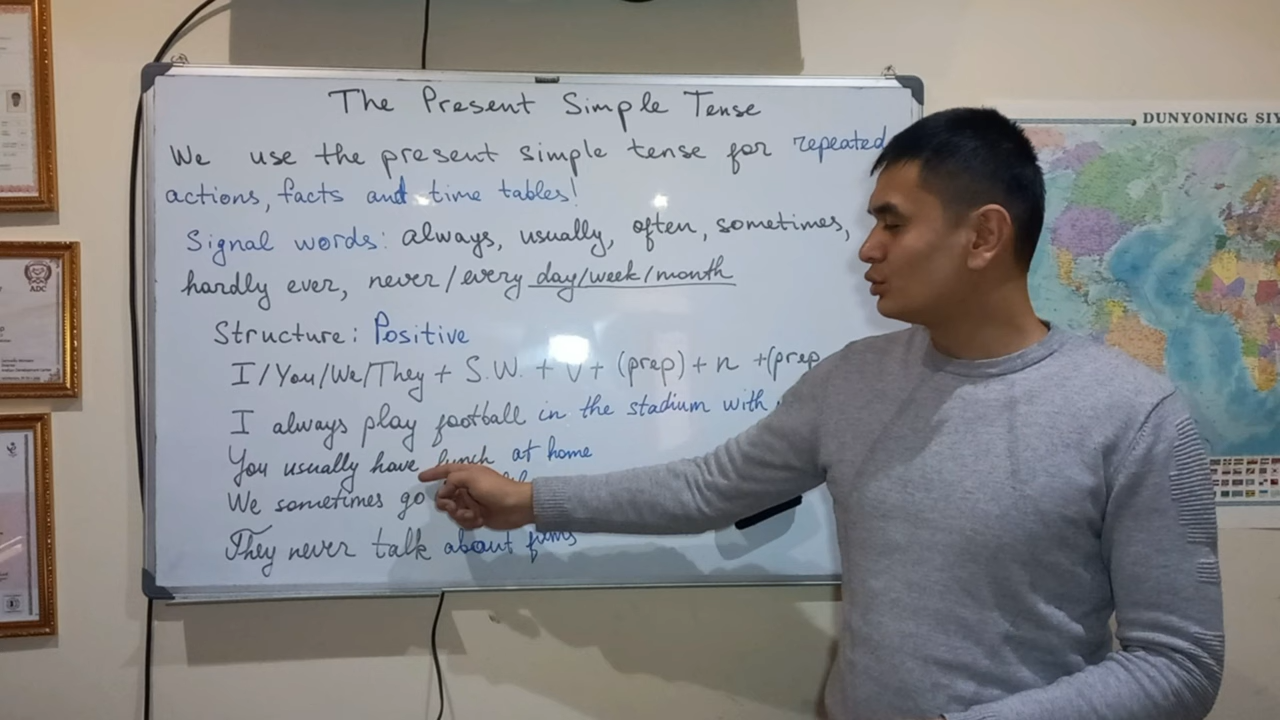 The Present Simple Tense
We use the present simple tense for repeated
actions, facts and time tables!
Signal words: always, usually, often, sometimes,
hardly ever, never/every day/week/month
Structure: Positive
I/You/We/They + S.W. + V + (prep) + n + (prep
I always play football in the stadium with
You usually have lunch at home
We sometimes go
They never talk about films
DUNYONING SIY
ADC